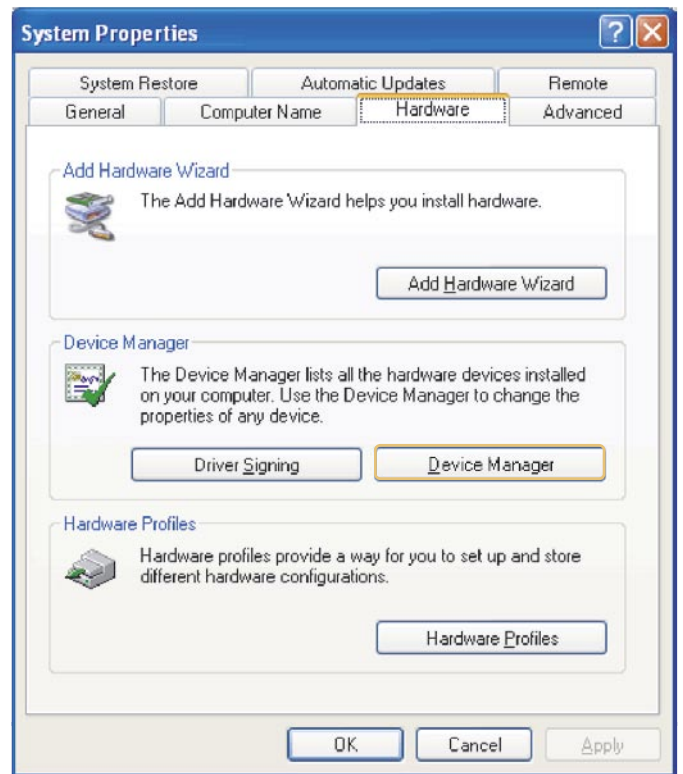 System Properties
System Restore Automatic Updates Remote
General Computer Name Hardware Advanced
Add Hardware Wizard
The Add Hardware Wizard helps you install hardware.
Add Hardware Wizard
Device Manager
The Device Manager lists all the hardware devices installed
on your computer. Use the Device Manager to change the
properties of any device.
Driver Signing Device Manager
Hardware Profiles
Hardware profiles provide a way for you to set up and store
different hardware configurations.
Hardware Profiles
OK Cancel Apply